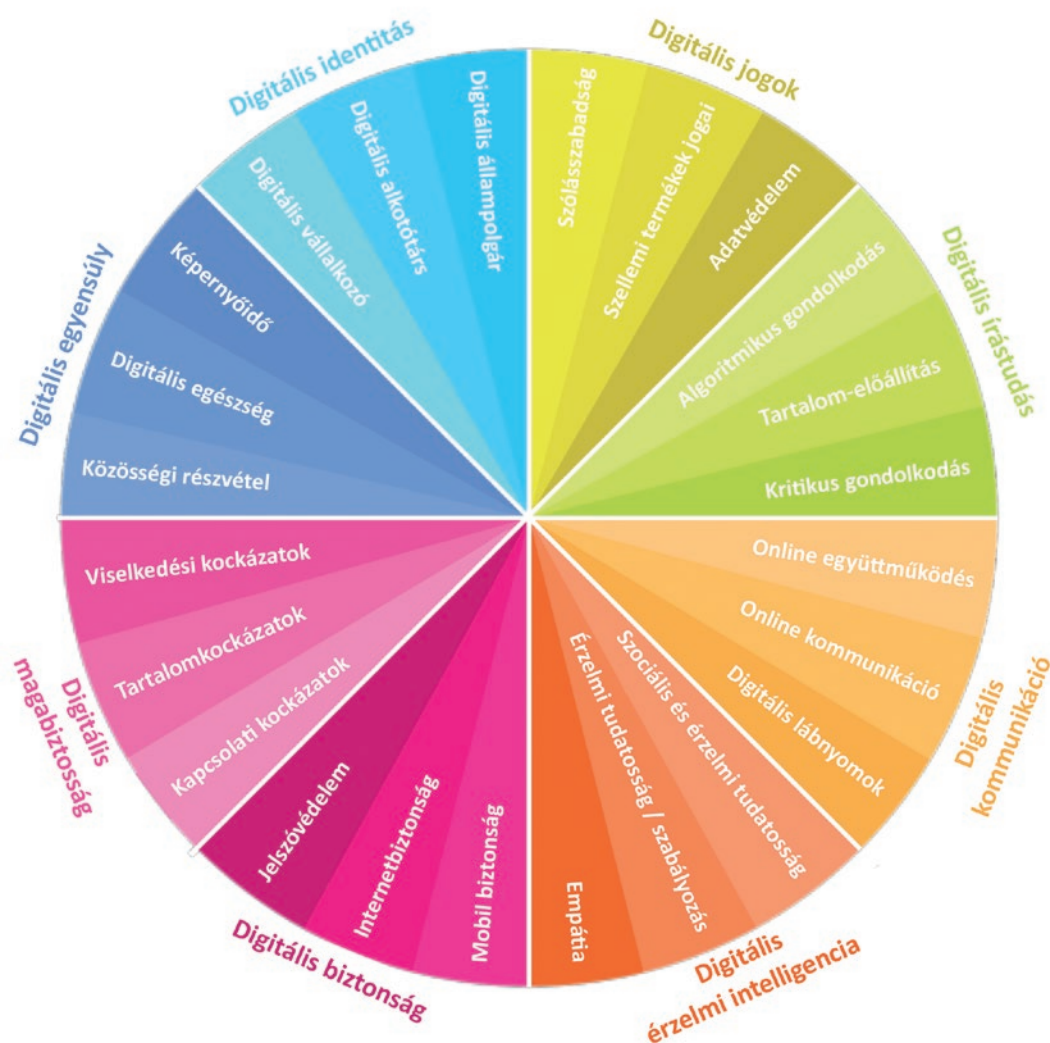 Digitális identitás
Digitális vállalkozó
Digitális alkotótárs
Digitális állampolgár
Digitális jogok
Szólásszabadság
Szellemi termékek jogai
Adatvédelem
Digitális írástudás
Algoritmikus gondolkodás
Tartalom-előállítás
Kritikus gondolkodás
Digitális
kommunikáció
Online együttműködés
Online kommunikáció
Digitális lábnyomok
Digitális
érzelmi intelligencia
Szociális és érzelmi tudatosság
Érzelmi tudatosság / szabályozás
Empátia
Digitális biztonság
Mobil biztonság
Internetbiztonság
Jelszóvédelem
Digitális
magabiztosság
Kapcsolati kockázatok
Tartalomkockázatok
Viselkedési kockázatok
Digitális egyensúly
Közösségi részvétel
Digitális egészség
Képernyőidő